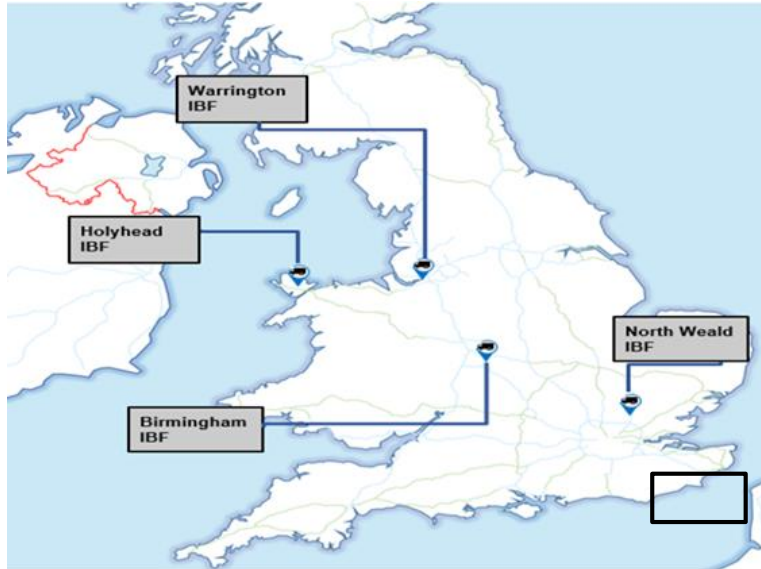 Warrington
IBF
Holyhead
IBF
North Weald
IBF
Birmingham
IBF